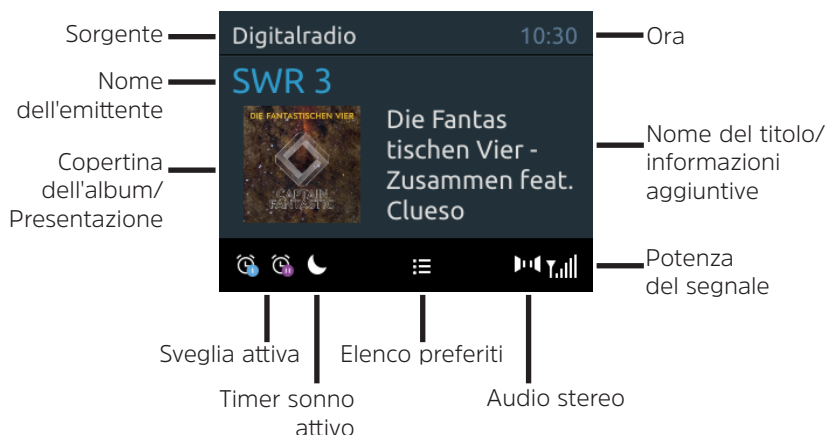 Sorgente
Digitalradio
10:30
Ora
Nome
dell'emittente
SWR 3
Copertina
dell'album/
Presentazione
DIE FANTASTISCHEN VIER
CAPTAIN
FANTASTIC
Die Fantas
tischen Vier -
Zusammen feat.
Clueso
Nome del titolo/
informazioni
aggiuntive
Potenza
del segnale
Sveglia attiva
Elenco preferiti
Timer sonno
attivo
Audio stereo